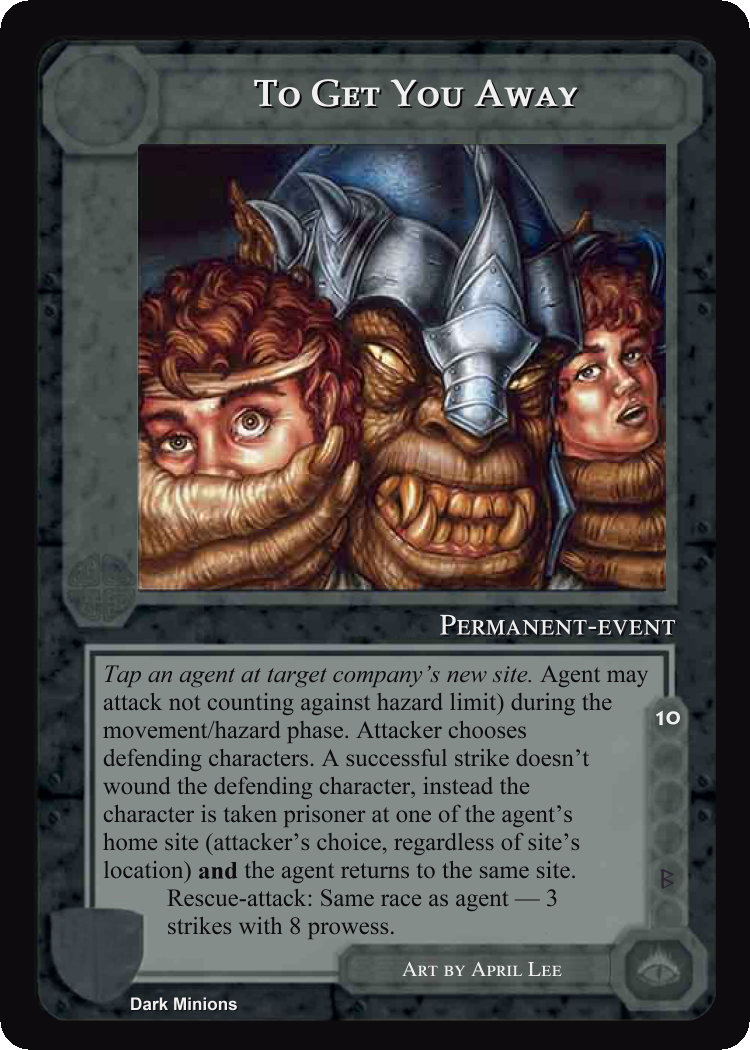 To Get You Away
Permanent-event
Tap an agent at target company's new site. Agent may
attack not counting against hazard limit) during the
movement/hazard phase. Attacker chooses
defending characters. A successful strike doesn't
wound the defending character, instead the
character is taken prisoner at one of the agent's
home site (attacker's choice, regardless of site's
location) and the agent returns to the same site.
Rescue-attack: Same race as agent — 3
strikes with 8 prowess.
10
Art by April Lee
Dark Minions